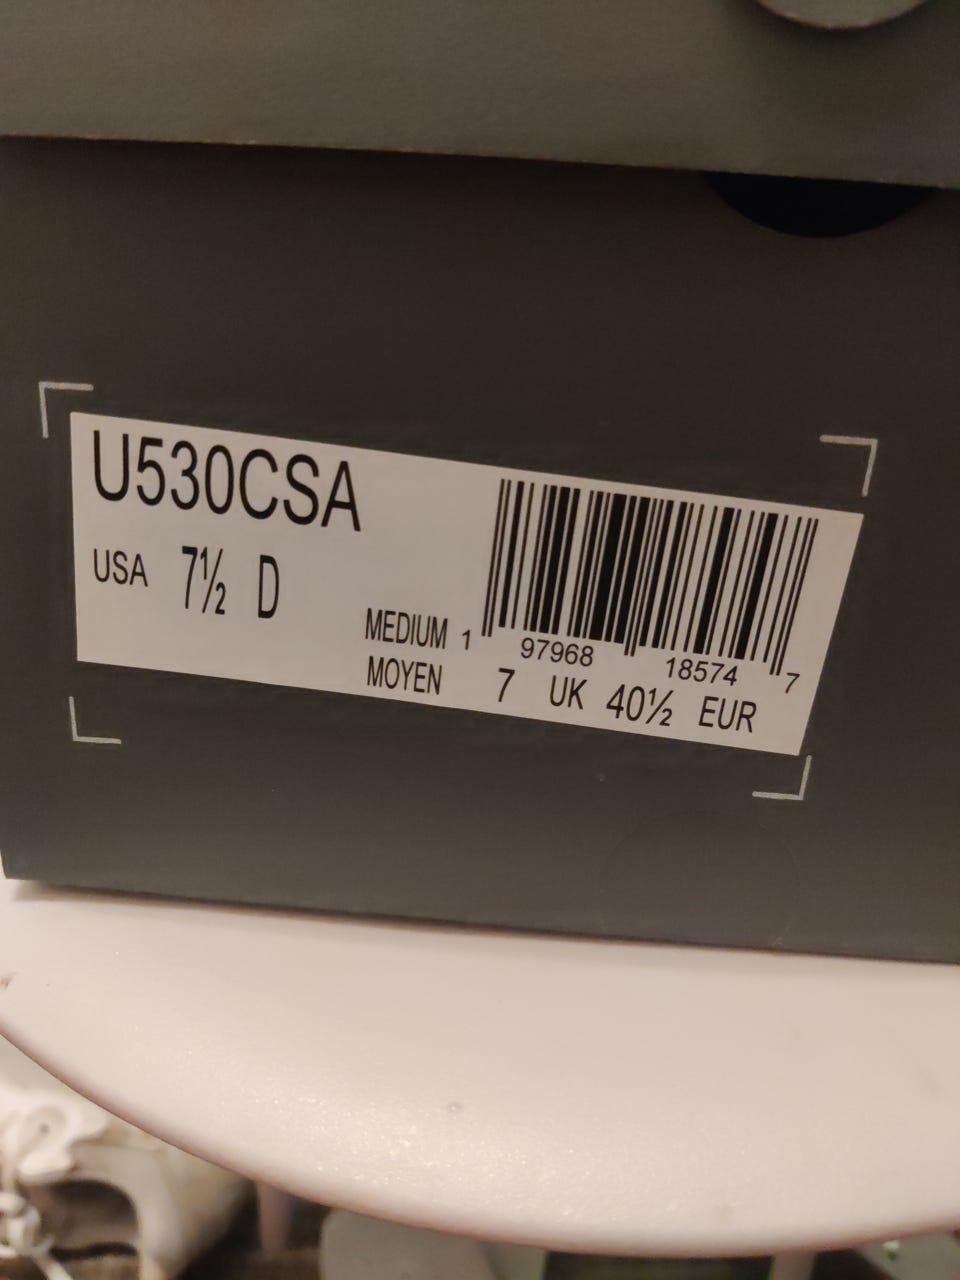 U530CSA
USA 7½ D
MEDIUM
MOYEN
1 97968 18574 7
7 UK 40½ EUR